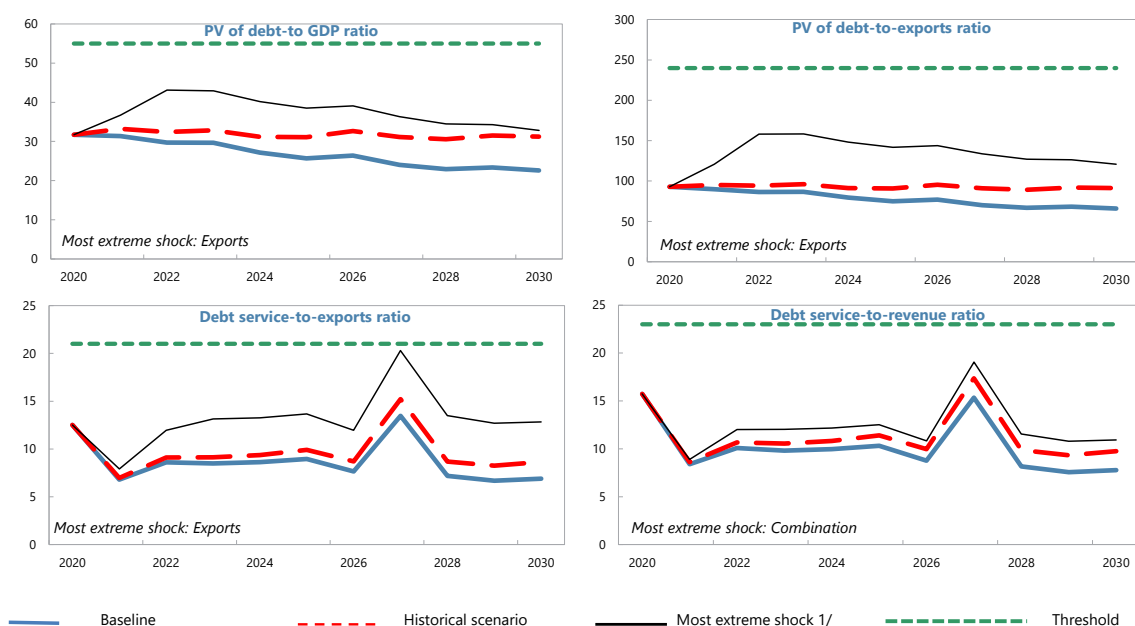 PV of debt-to GDP ratio
60
50
40
30
20
10
0
Most extreme shock: Exports
2020 2022 2024 2026 2028 2030
PV of debt-to-exports ratio
300
250
200
150
100
50
0
Most extreme shock: Exports
2020 2022 2024 2026 2028 2030
Debt service-to-exports ratio
25
20
15
10
5
0
Most extreme shock: Exports
2020 2022 2024 2026 2028 2030
Debt service-to-revenue ratio
25
20
15
10
5
0
Most extreme shock: Combination
2020 2022 2024 2026 2028 2030
Baseline Historical scenario Most extreme shock 1/ Threshold